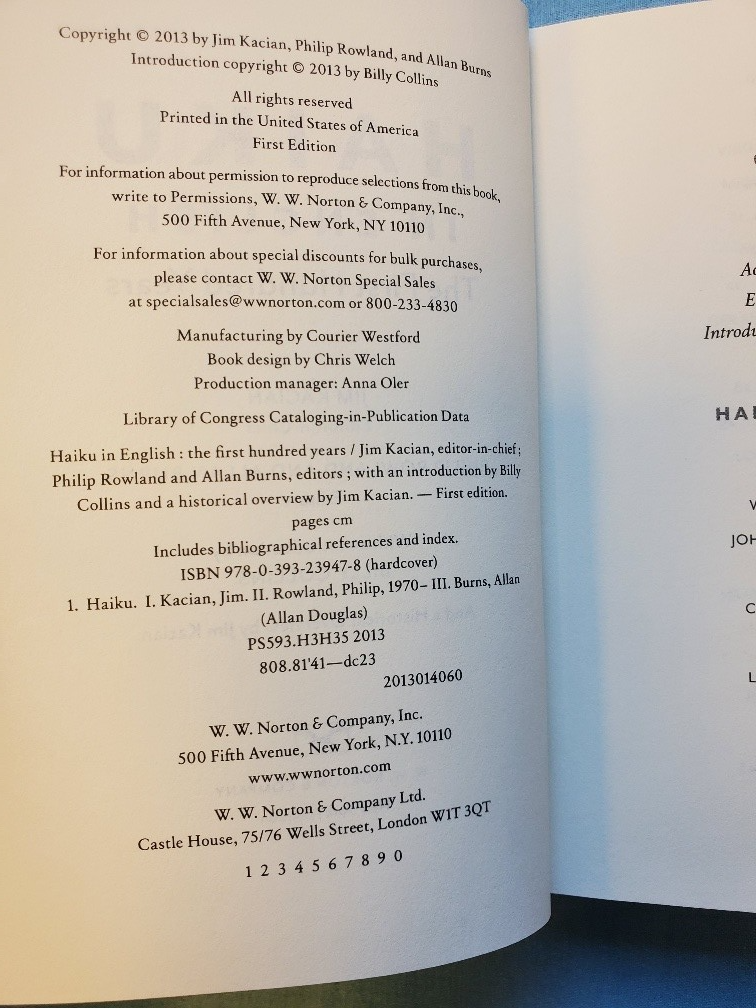 Copyright © 2013 by Jim Kacian, Philip Rowland, and Allan Burns
Introduction copyright © 2013 by Billy Collins
All rights reserved
Printed in the United States of America
First Edition
For information about permission to reproduce selections from this book,
write to Permissions, W. W. Norton & Company, Inc.,
500 Fifth Avenue, New York, NY 10110
For information about special discounts for bulk purchases,
please contact W. W. Norton Special Sales
at specialsales@wwnorton.com or 800-233-4830
Manufacturing by Courier Westford
Book design by Chris Welch
Production manager: Anna Oler
Library of Congress Cataloging-in-Publication Data
Haiku in English : the first hundred years / Jim Kacian, editor-in-chief ;
Philip Rowland and Allan Burns, editors ; with an introduction by Billy
Collins and a historical overview by Jim Kacian. — First edition.
pages cm
Includes bibliographical references and index.
ISBN 978-0-393-23947-8 (hardcover)
1. Haiku. I. Kacian, Jim. II. Rowland, Philip, 1970– III. Burns, Allan
(Allan Douglas)
PS593.H3H35 2013
808.81'41—dc23
2013014060
W. W. Norton & Company, Inc.
500 Fifth Avenue, New York, N.Y. 10110
www.wwnorton.com
W. W. Norton & Company Ltd.
Castle House, 75/76 Wells Street, London W1T 3QT
1 2 3 4 5 6 7 8 9 0